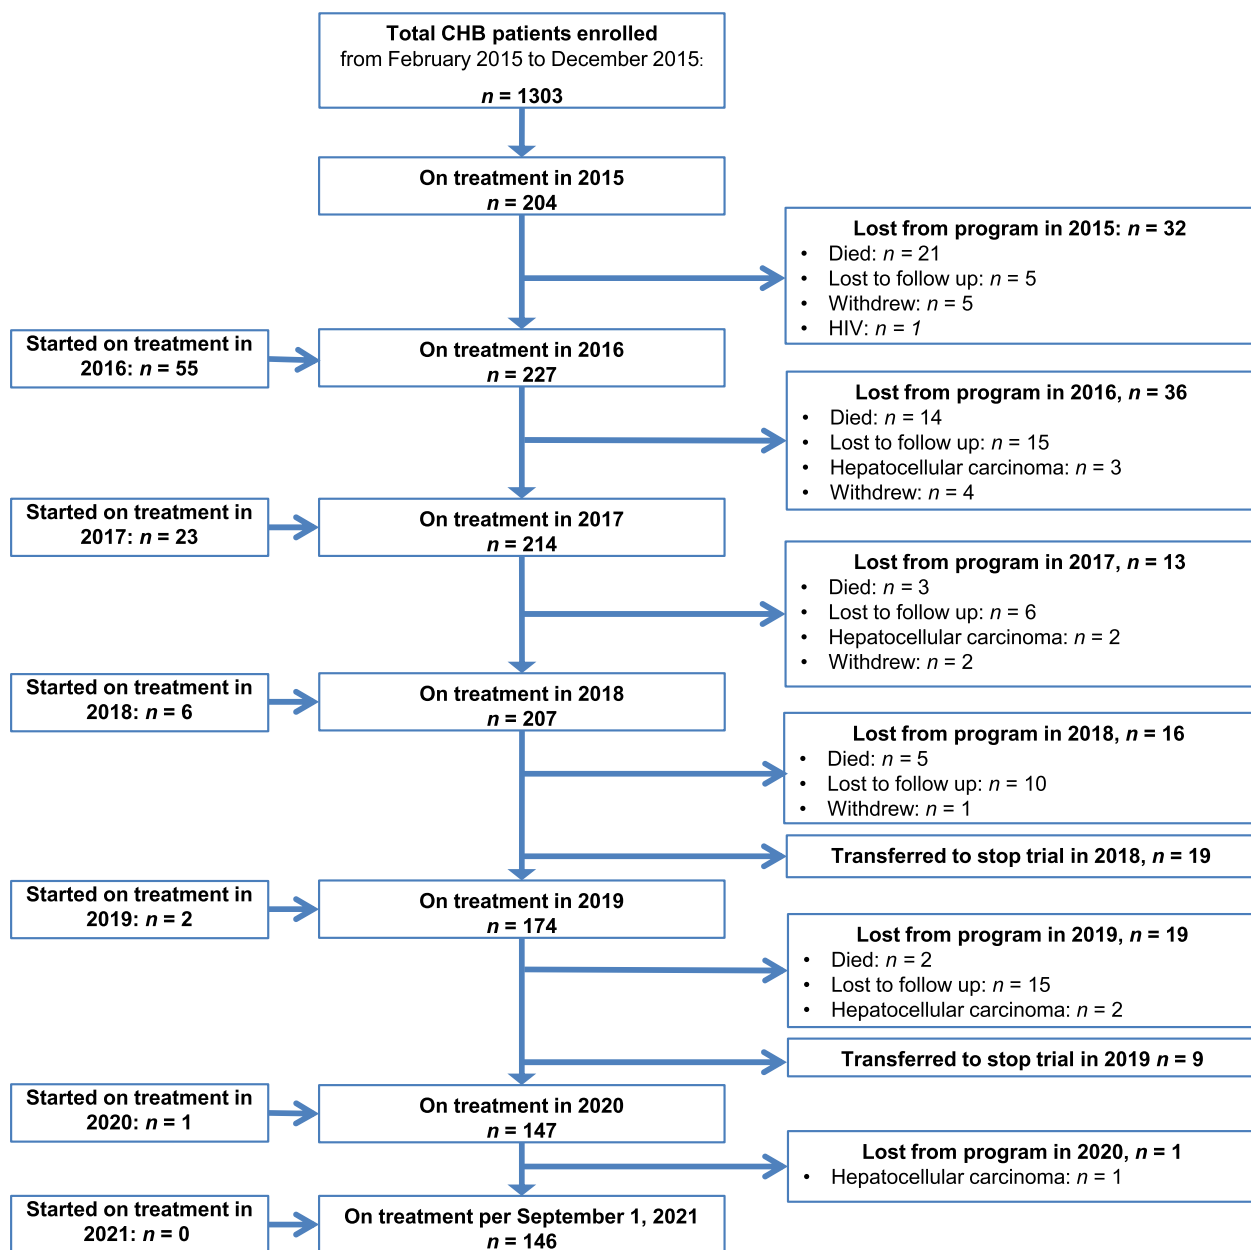 Total CHB patients enrolled
from February 2015 to December 2015:
n = 1303
On treatment in 2015
n = 204
Lost from program in 2015: n = 32
• Died: n = 21
• Lost to follow up: n = 5
• Withdrew: n = 5
• HIV: n = 1
Started on treatment in
2016: n = 55
On treatment in 2016
n = 227
Lost from program in 2016, n = 36
• Died: n = 14
• Lost to follow up: n = 15
• Hepatocellular carcinoma: n = 3
• Withdrew: n = 4
Started on treatment in
2017: n = 23
On treatment in 2017
n = 214
Lost from program in 2017, n = 13
• Died: n = 3
• Lost to follow up: n = 6
• Hepatocellular carcinoma: n = 2
• Withdrew: n = 2
Started on treatment in
2018: n = 6
On treatment in 2018
n = 207
Lost from program in 2018, n = 16
• Died: n = 5
• Lost to follow up: n = 10
• Withdrew: n = 1
Transferred to stop trial in 2018, n = 19
Started on treatment in
2019: n = 2
On treatment in 2019
n = 174
Lost from program in 2019, n = 19
• Died: n = 2
• Lost to follow up: n = 15
• Hepatocellular carcinoma: n = 2
Transferred to stop trial in 2019 n = 9
Started on treatment in
2020: n = 1
On treatment in 2020
n = 147
Lost from program in 2020, n = 1
• Hepatocellular carcinoma: n = 1
Started on treatment in
2021: n = 0
On treatment per September 1, 2021
n = 146